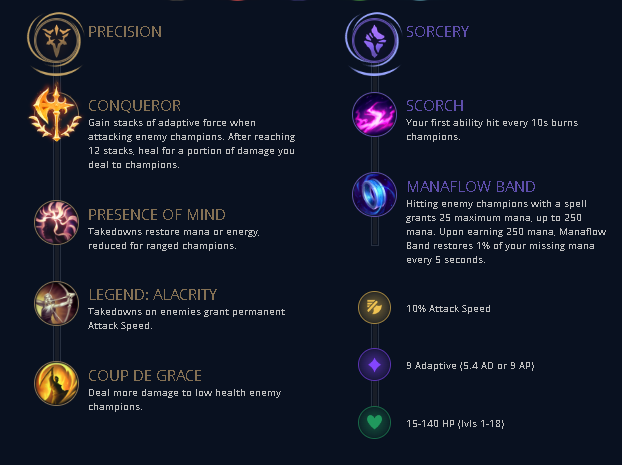 PRECISION
CONQUEROR
Gain stacks of adaptive force when
attacking enemy champions. After reaching
12 stacks, heal for a portion of damage you
deal to champions.
PRESENCE OF MIND
Takedowns restore mana or energy,
reduced for ranged champions.
LEGEND: ALACRITY
Takedowns on enemies grant permanent
Attack Speed.
COUP DE GRACE
Deal more damage to low health enemy
champions.
SORCERY
SCORCH
Your first ability hit every 10s burns
champions.
MANAFLOW BAND
Hitting enemy champions with a spell
grants 25 maximum mana, up to 250
mana. Upon earning 250 mana, Manaflow
Band restores 1% of your missing mana
every 5 seconds.
10% Attack Speed
9 Adaptive (5.4 AD or 9 AP)
15-140 HP (lvls 1-18)